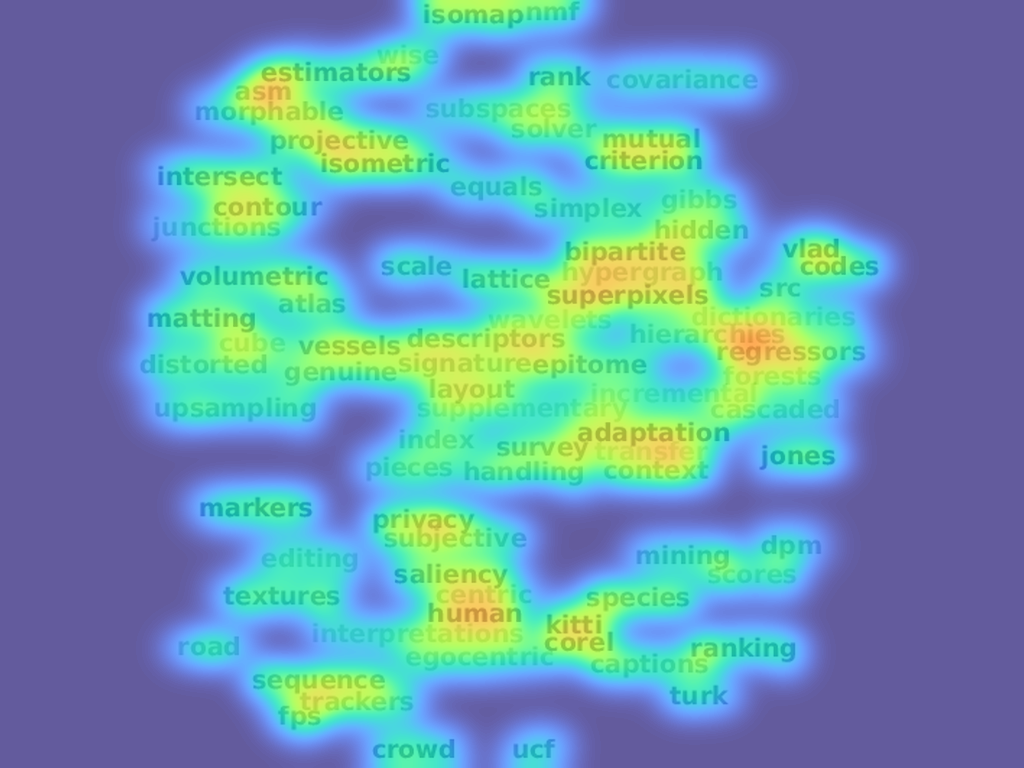 isomap nmf
wise
estimators rank covariance
asm
morphable subspaces
solver
projective mutual
isometric criterion
intersect equals
contour simplex gibbs
junctions hidden
bipartite vlad
scale hypergraph codes
volumetric lattice src
atlas superpixels
matting wavelets dictionaries
cube vessels descriptors hierarchies
distorted genuine signature epitome regressors
layout forests
upsampling supplementary incremental cascaded
index survey adaptation
pieces handling transfer jones
context
markers privacy
subjective mining dpm
editing saliency scores
textures centric species
human kitti
road interpretations corel ranking
egocentric captions
sequence turk
trackers
fps
crowd ucf